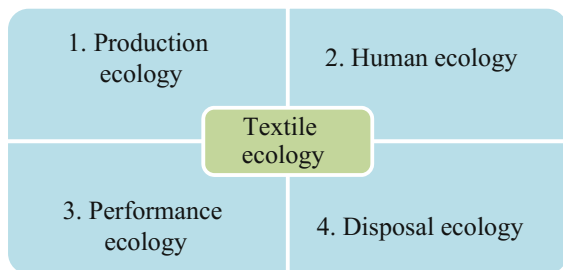 1. Production
ecology
2. Human ecology
Textile
ecology
3. Performance
ecology
4. Disposal ecology